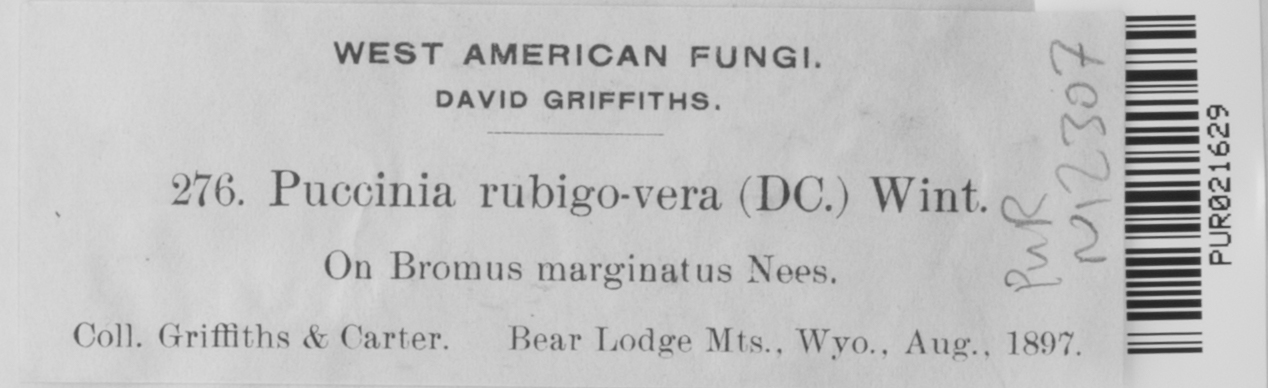 WEST AMERICAN FUNGI.
DAVID GRIFFITHS.
276. Puccinia rubigo-vera (DC.) Wint.
On Bromus marginatus Nees.
Coll. Griffiths & Carter. Bear Lodge Mts., Wyo., Aug., 1897.
PUR
N12307
PUR021629